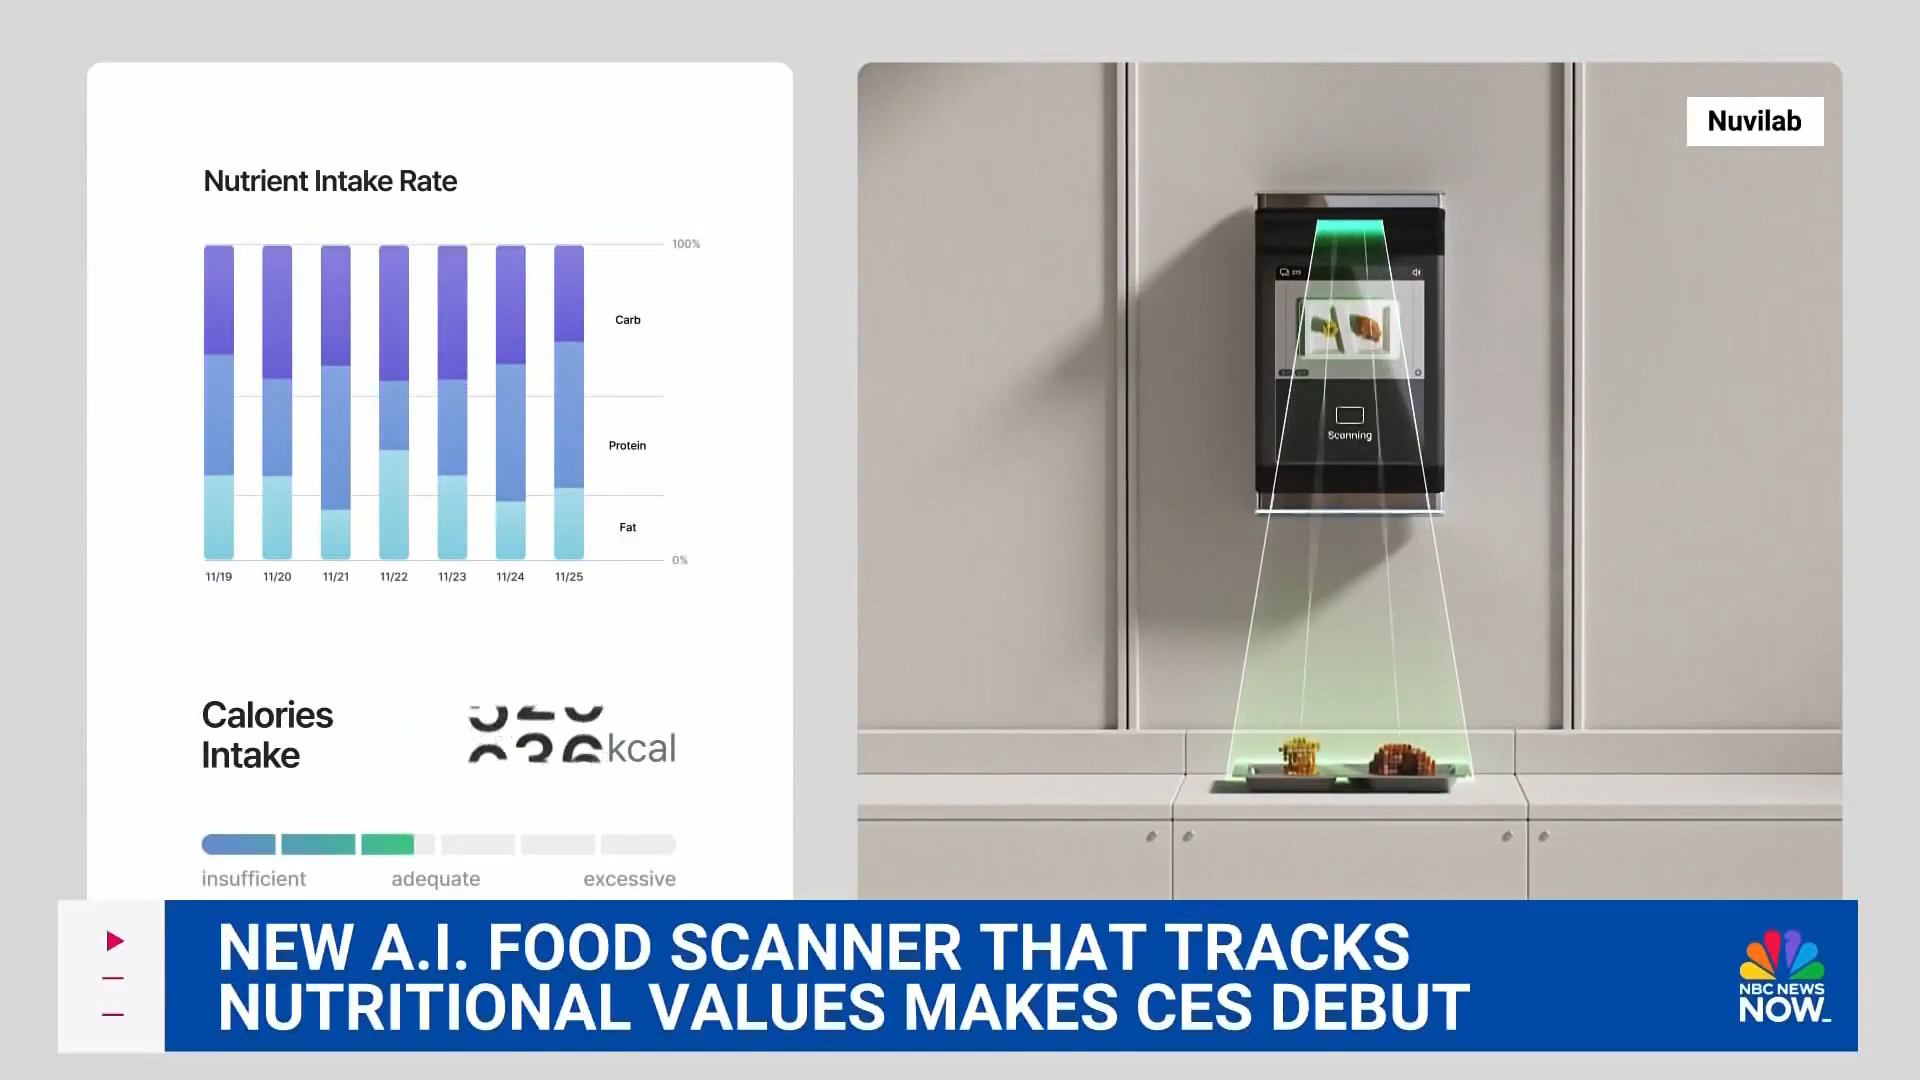 Nutrient Intake Rate
100%
Carb
Protein
Fat
0%
11/19 11/20 11/21 11/22 11/23 11/24 11/25
Calories
Intake
kcal
insufficient adequate excessive
Nuvilab
Scanning
NEW A.I. FOOD SCANNER THAT TRACKS
NUTRITIONAL VALUES MAKES CES DEBUT
NBC NEWS
NOW_